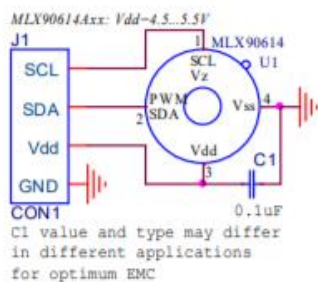 MLX90614Axx: Vdd=4.5...5.5V
J1
1
MLX90614
SCL
SCL
Vz
U1
SDA
2
PWM
SDA
Vss
4
Vdd
Vdd
3
C1
GND
CON1
0.1uF
C1 value and type may differ
in different applications
for optimum EMC